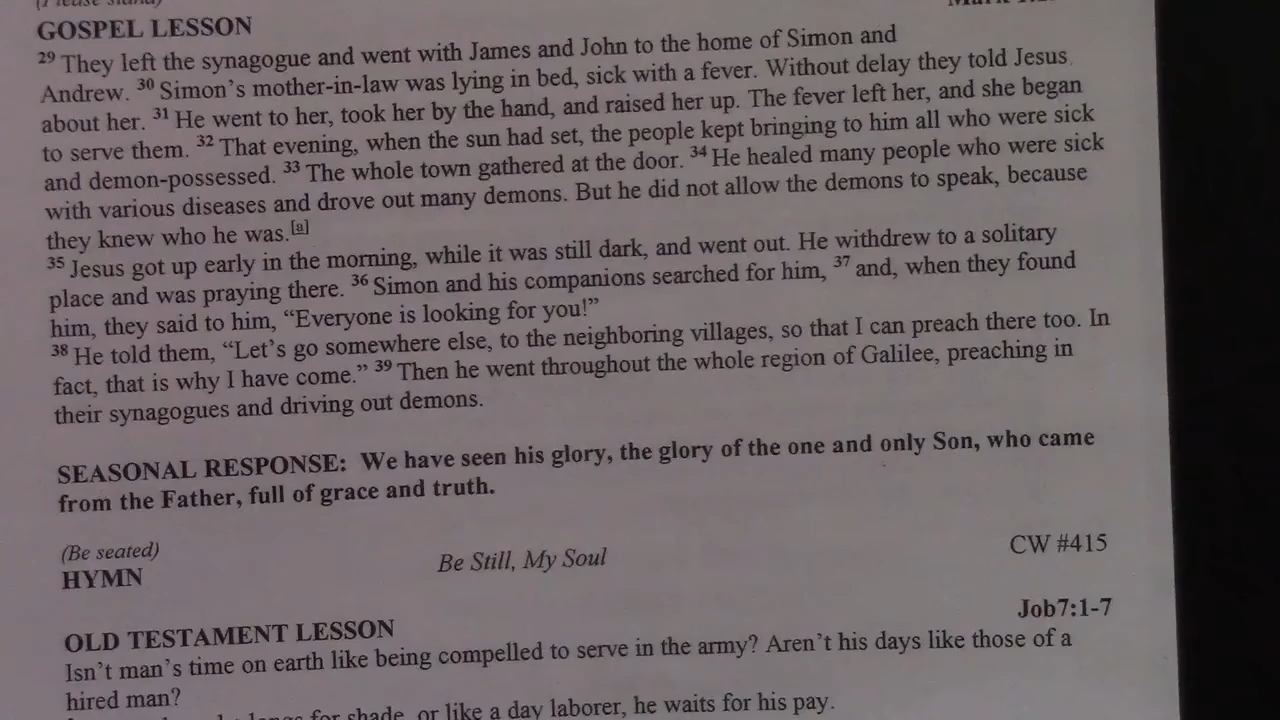 GOSPEL LESSON
29 They left the synagogue and went with James and John to the home of Simon and
Andrew. 30 Simon's mother-in-law was lying in bed, sick with a fever. Without delay they told Jesus
about her. 31 He went to her, took her by the hand, and raised her up. The fever left her, and she began
to serve them. 32 That evening, when the sun had set, the people kept bringing to him all who were sick
and demon-possessed. 33 The whole town gathered at the door. 34 He healed many people who were sick
with various diseases and drove out many demons. But he did not allow the demons to speak, because
they knew who he was.[a]
35 Jesus got up early in the morning, while it was still dark, and went out. He withdrew to a solitary
place and was praying there. 36 Simon and his companions searched for him, 37 and, when they found
him, they said to him, “Everyone is looking for you!”
38 He told them, “Let's go somewhere else, to the neighboring villages, so that I can preach there too. In
fact, that is why I have come.” 39 Then he went throughout the whole region of Galilee, preaching in
their synagogues and driving out demons.
SEASONAL RESPONSE: We have seen his glory, the glory of the one and only Son, who came
from the Father, full of grace and truth.
(Be seated)
HYMN Be Still, My Soul CW #415
OLD TESTAMENT LESSON Job7:1-7
Isn't man's time on earth like being compelled to serve in the army? Aren't his days like those of a
hired man?
for shade, or like a day laborer, he waits for his pay.